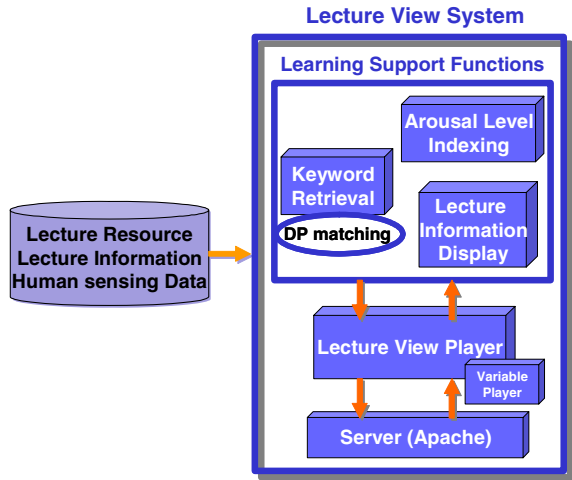 Lecture View System
Learning Support Functions
Arousal Level
Indexing
Keyword
Retrieval
DP matching
Lecture
Information
Display
Lecture Resource
Lecture Information
Human sensing Data
Lecture View Player
Variable
Player
Server (Apache)